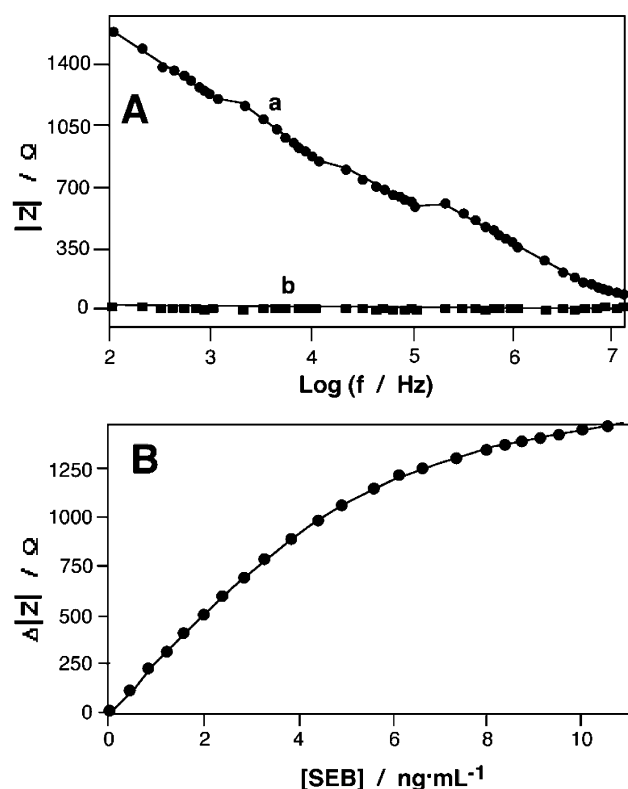 1400
A
a
1050
|Z| / Ω
700
350
b
0
2 3 4 5 6 7
Log (f / Hz)
B
1250
1000
Δ|Z| / Ω
750
500
250
0
0 2 4 6 8 10
[SEB] / ng·mL-1